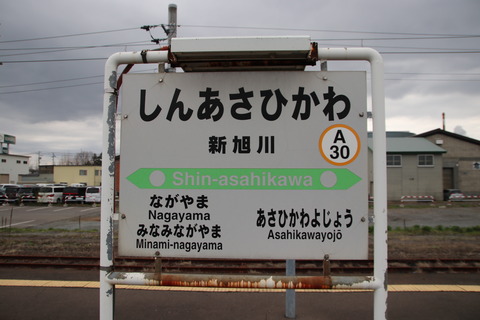 しんあさひかわ
新旭川
A
30
Shin-asahikawa
ながやま
Nagayama
みなみながやま
Minami-nagayama
あさひかわよじょう
Asahikawayojō